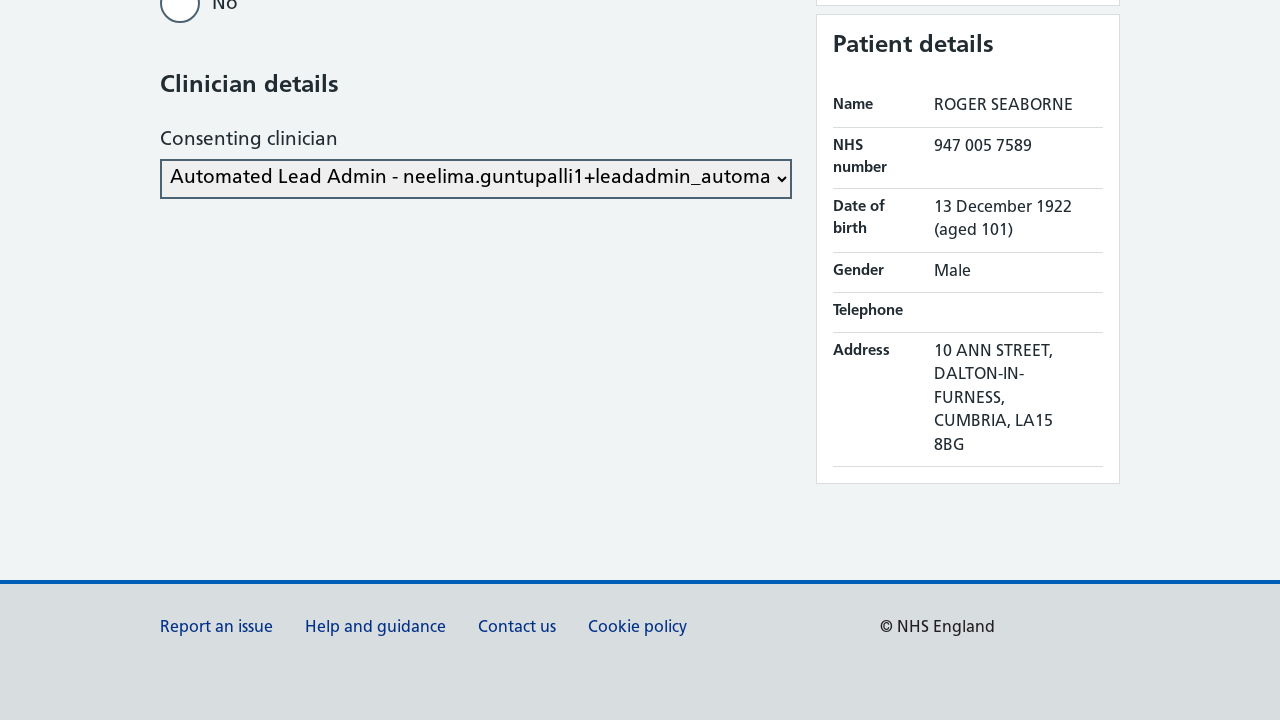 No
Clinician details
Consenting clinician
Automated Lead Admin - neelima.guntupalli1+leadadmin_automa
Patient details
Name ROGER SEABORNE
NHS number 947 005 7589
Date of birth 13 December 1922 (aged 101)
Gender Male
Telephone
Address 10 ANN STREET,
DALTON-IN-
FURNESS,
CUMBRIA, LA15
8BG
Report an issue Help and guidance Contact us Cookie policy © NHS England